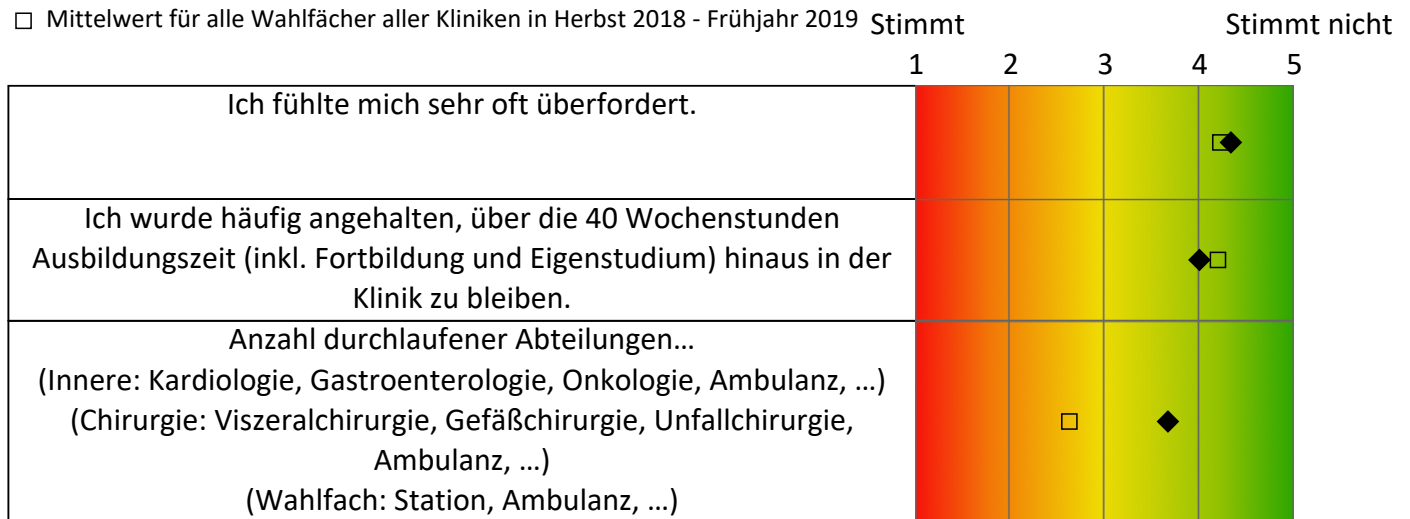 □ Mittelwert für alle Wahlfächer aller Kliniken in Herbst 2018 - Frühjahr 2019
Stimmt Stimmt nicht
1 2 3 4 5
Ich fühlte mich sehr oft überfordert.
Ich wurde häufig angehalten, über die 40 Wochenstunden
Ausbildungszeit (inkl. Fortbildung und Eigenstudium) hinaus in der
Klinik zu bleiben.
Anzahl durchlaufener Abteilungen…
(Innere: Kardiologie, Gastroenterologie, Onkologie, Ambulanz, …)
(Chirurgie: Viszeralchirurgie, Gefäßchirurgie, Unfallchirurgie,
Ambulanz, …)
(Wahlfach: Station, Ambulanz, …)